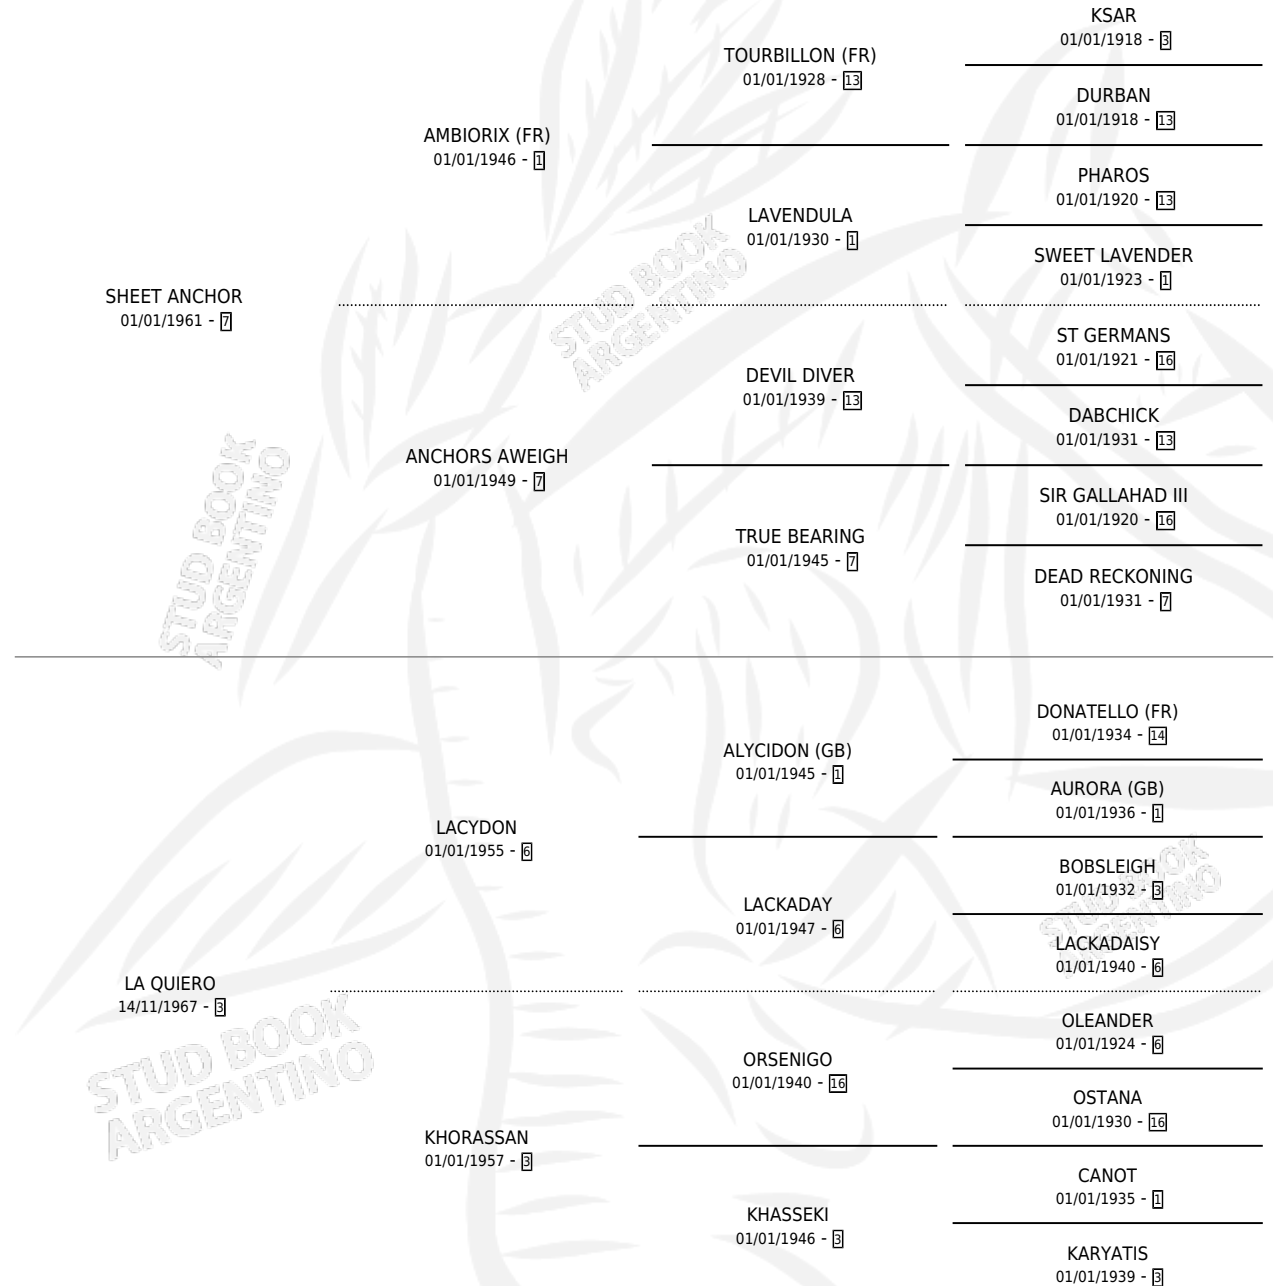 KSAR
01/01/1918 - 3
TOURBILLON (FR)
01/01/1928 - 13
DURBAN
01/01/1918 - 13
AMBIORIX (FR)
01/01/1946 - 1
PHAROS
01/01/1920 - 13
LAVENDULA
01/01/1930 - 1
SWEET LAVENDER
01/01/1923 - 1
SHEET ANCHOR
01/01/1961 - 7
ST GERMANS
01/01/1921 - 16
DEVIL DIVER
01/01/1939 - 13
DABCHICK
01/01/1931 - 13
ANCHORS AWEIGH
01/01/1949 - 7
SIR GALLAHAD III
01/01/1920 - 16
TRUE BEARING
01/01/1945 - 7
DEAD RECKONING
01/01/1931 - 7
STUD BOOK
ARGENTINO
STUD BOOK
ARGENTINO
DONATELLO (FR)
01/01/1934 - 14
ALYCIDON (GB)
01/01/1945 - 1
AURORA (GB)
01/01/1936 - 1
LACYDON
01/01/1955 - 6
BOBSLEIGH
01/01/1932 - 3
LACKADAY
01/01/1947 - 6
LACKADAISY
01/01/1940 - 6
LA QUIERO
14/11/1967 - 3
OLEANDER
01/01/1924 - 6
ORSENIGO
01/01/1940 - 16
OSTANA
01/01/1930 - 16
KHORASSAN
01/01/1957 - 3
CANOT
01/01/1935 - 1
KHASSEKI
01/01/1946 - 3
KARYATIS
01/01/1939 - 3
STUD BOOK
ARGENTINO
STUD BOOK
ARGENTINO